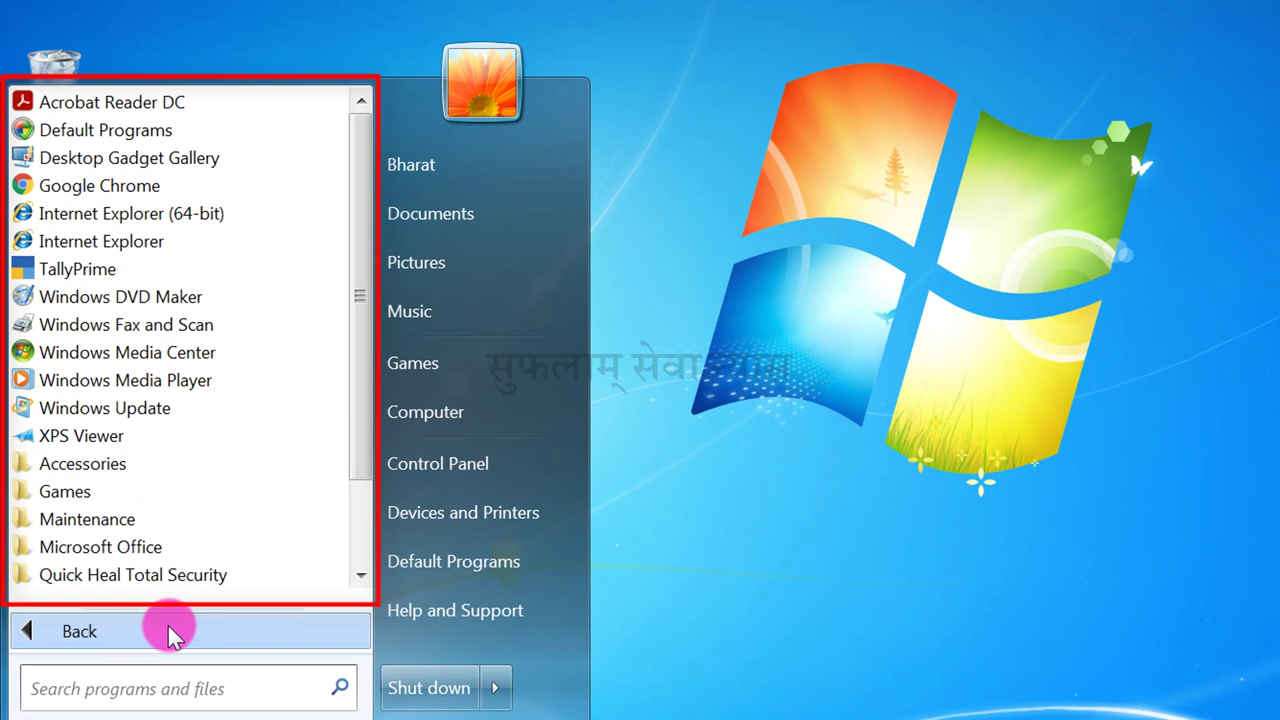 Acrobat Reader DC
Default Programs
Desktop Gadget Gallery
Google Chrome
Internet Explorer (64-bit)
Internet Explorer
TallyPrime
Windows DVD Maker
Windows Fax and Scan
Windows Media Center
Windows Media Player
Windows Update
XPS Viewer
Accessories
Games
Maintenance
Microsoft Office
Quick Heal Total Security
Back
Search programs and files
Bharat
Documents
Pictures
Music
Games
Computer
Control Panel
Devices and Printers
Default Programs
Help and Support
Shut down
सुफलाम् सेवा न्यास